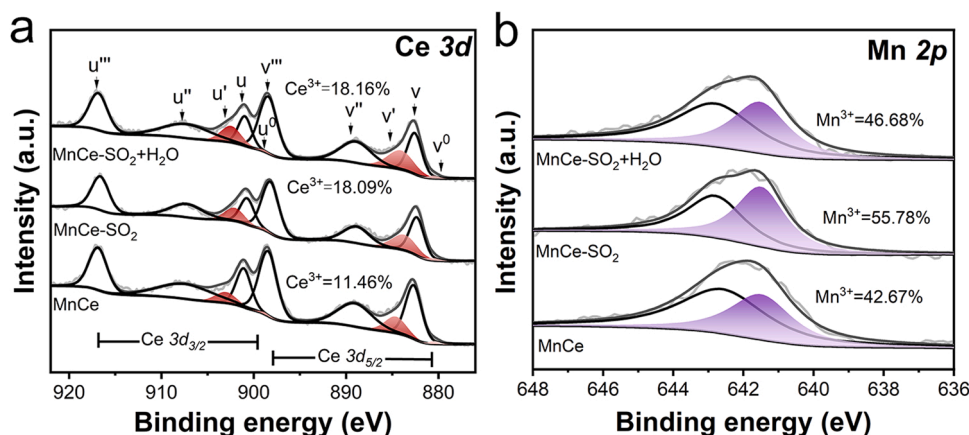 a
Ce 3d
u''' u'' u' u v''' u⁰ v'' v' v v⁰
Ce³⁺=18.16%
MnCe-SO₂+H₂O
Ce³⁺=18.09%
MnCe-SO₂
Ce³⁺=11.46%
MnCe
Ce 3d₃/₂ Ce 3d₅/₂
Intensity (a.u.)
920 910 900 890 880
Binding energy (eV)
b
Mn 2p
Mn³⁺=46.68%
MnCe-SO₂+H₂O
Mn³⁺=55.78%
MnCe-SO₂
Mn³⁺=42.67%
MnCe
Intensity (a.u.)
648 646 644 642 640 638 636
Binding energy (eV)